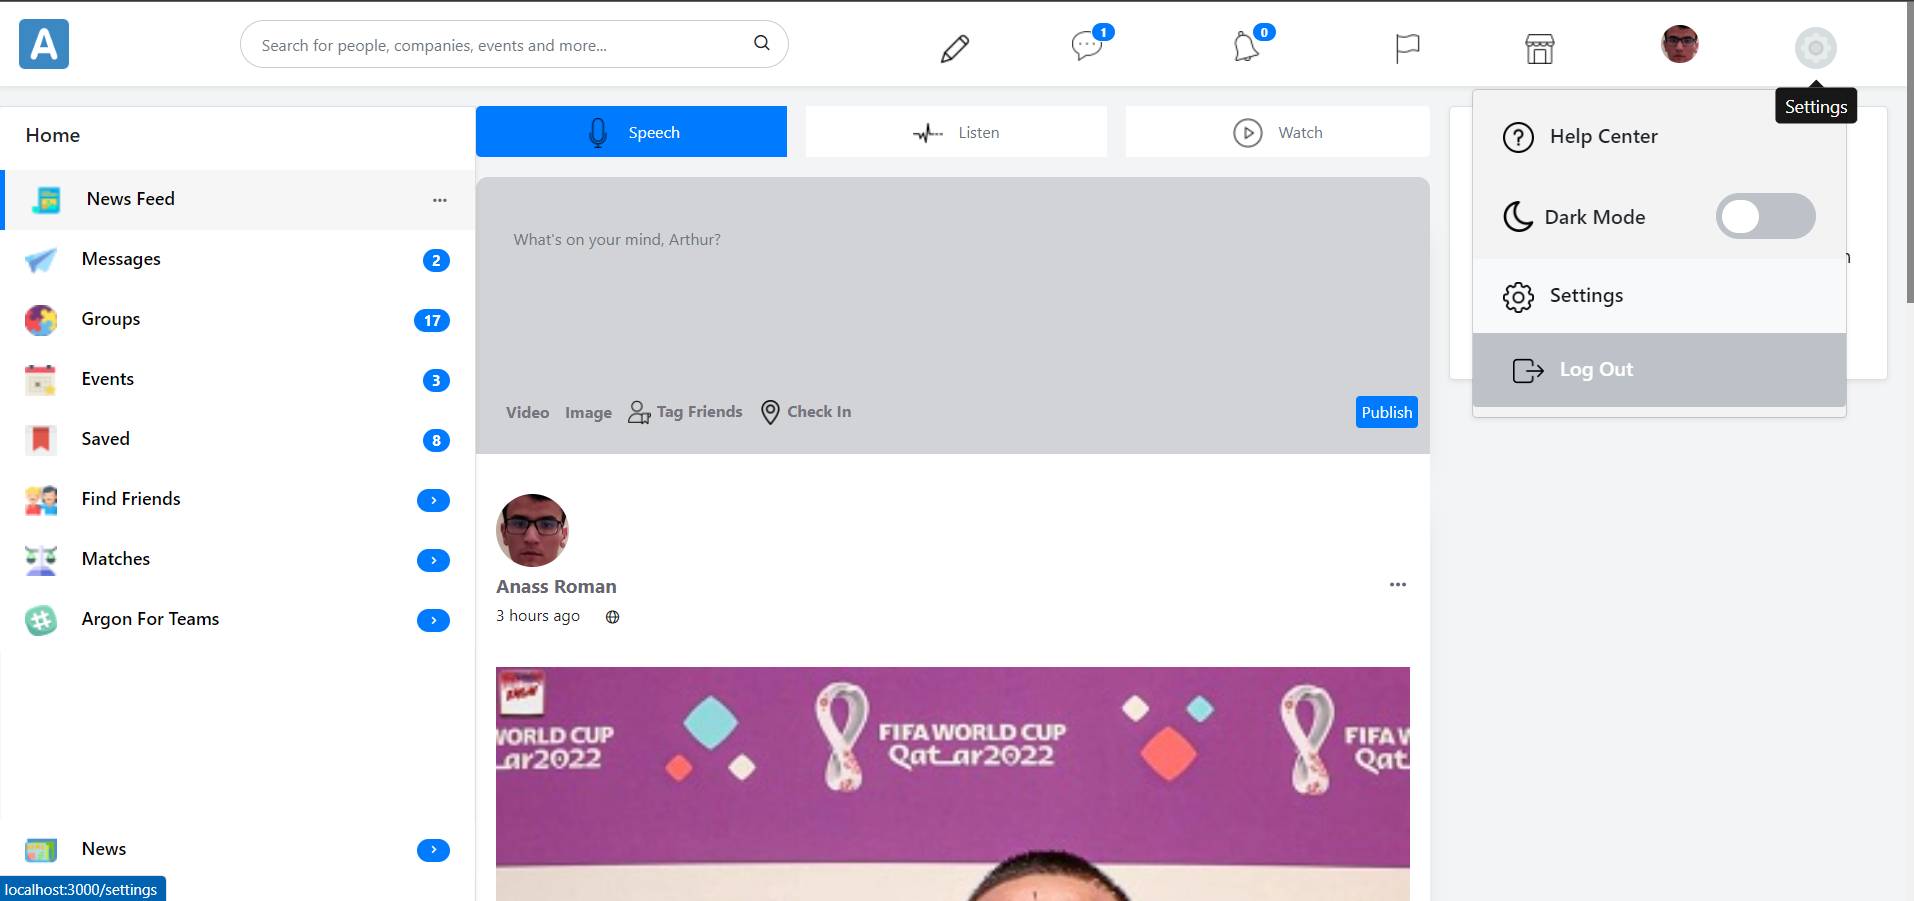 A
Search for people, companies, events and more...
1
0
Settings
Home
News Feed
Messages
2
Groups
17
Events
3
Saved
8
Find Friends
Matches
Argon For Teams
News
localhost:3000/settings
Speech
Listen
Watch
What's on your mind, Arthur?
Video
Image
Tag Friends
Check In
Publish
Anass Roman
3 hours ago
WORLD CUP
FIFA WORLD CUP
FIFA W
ar2022
Qatar2022
Qat
Help Center
Dark Mode
Settings
Log Out